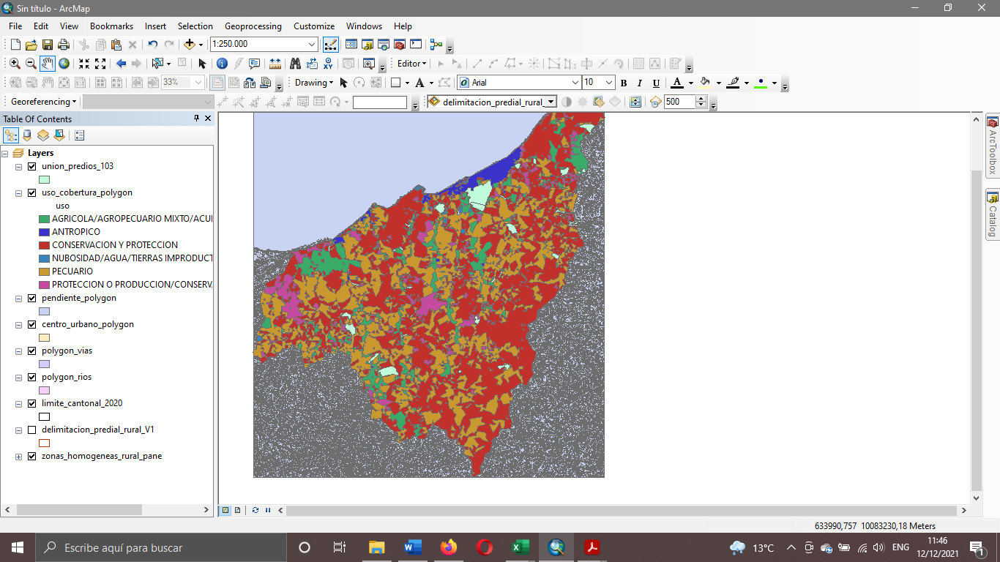 Sin título - ArcMap
File Edit View Bookmarks Insert Selection Geoprocessing Customize Windows Help
1:250.000
Editor
33% Drawing A Arial 10 B I U A
Georeferencing delimitacion_predial_rural_ 500
Table Of Contents
Layers
union_predios_103
uso_cobertura_polygon
uso
AGRICOLA/AGROPECUARIO MIXTO/ACUI
ANTROPICO
CONSERVACION Y PROTECCION
NUBOSIDAD/AGUA/TIERRAS IMPRODUCT
PECUARIO
PROTECCION O PRODUCCION/CONSERV
pendiente_polygon
centro_urbano_polygon
polygon_vias
polygon_rios
limite_cantonal_2020
delimitacion_predial_rural_V1
zonas_homogeneas_rural_pane
ArcToolbox
Catalog
633990,757 10083230,18 Meters
Escribe aquí para buscar
13°C
ENG
11:46
12/12/2021
1